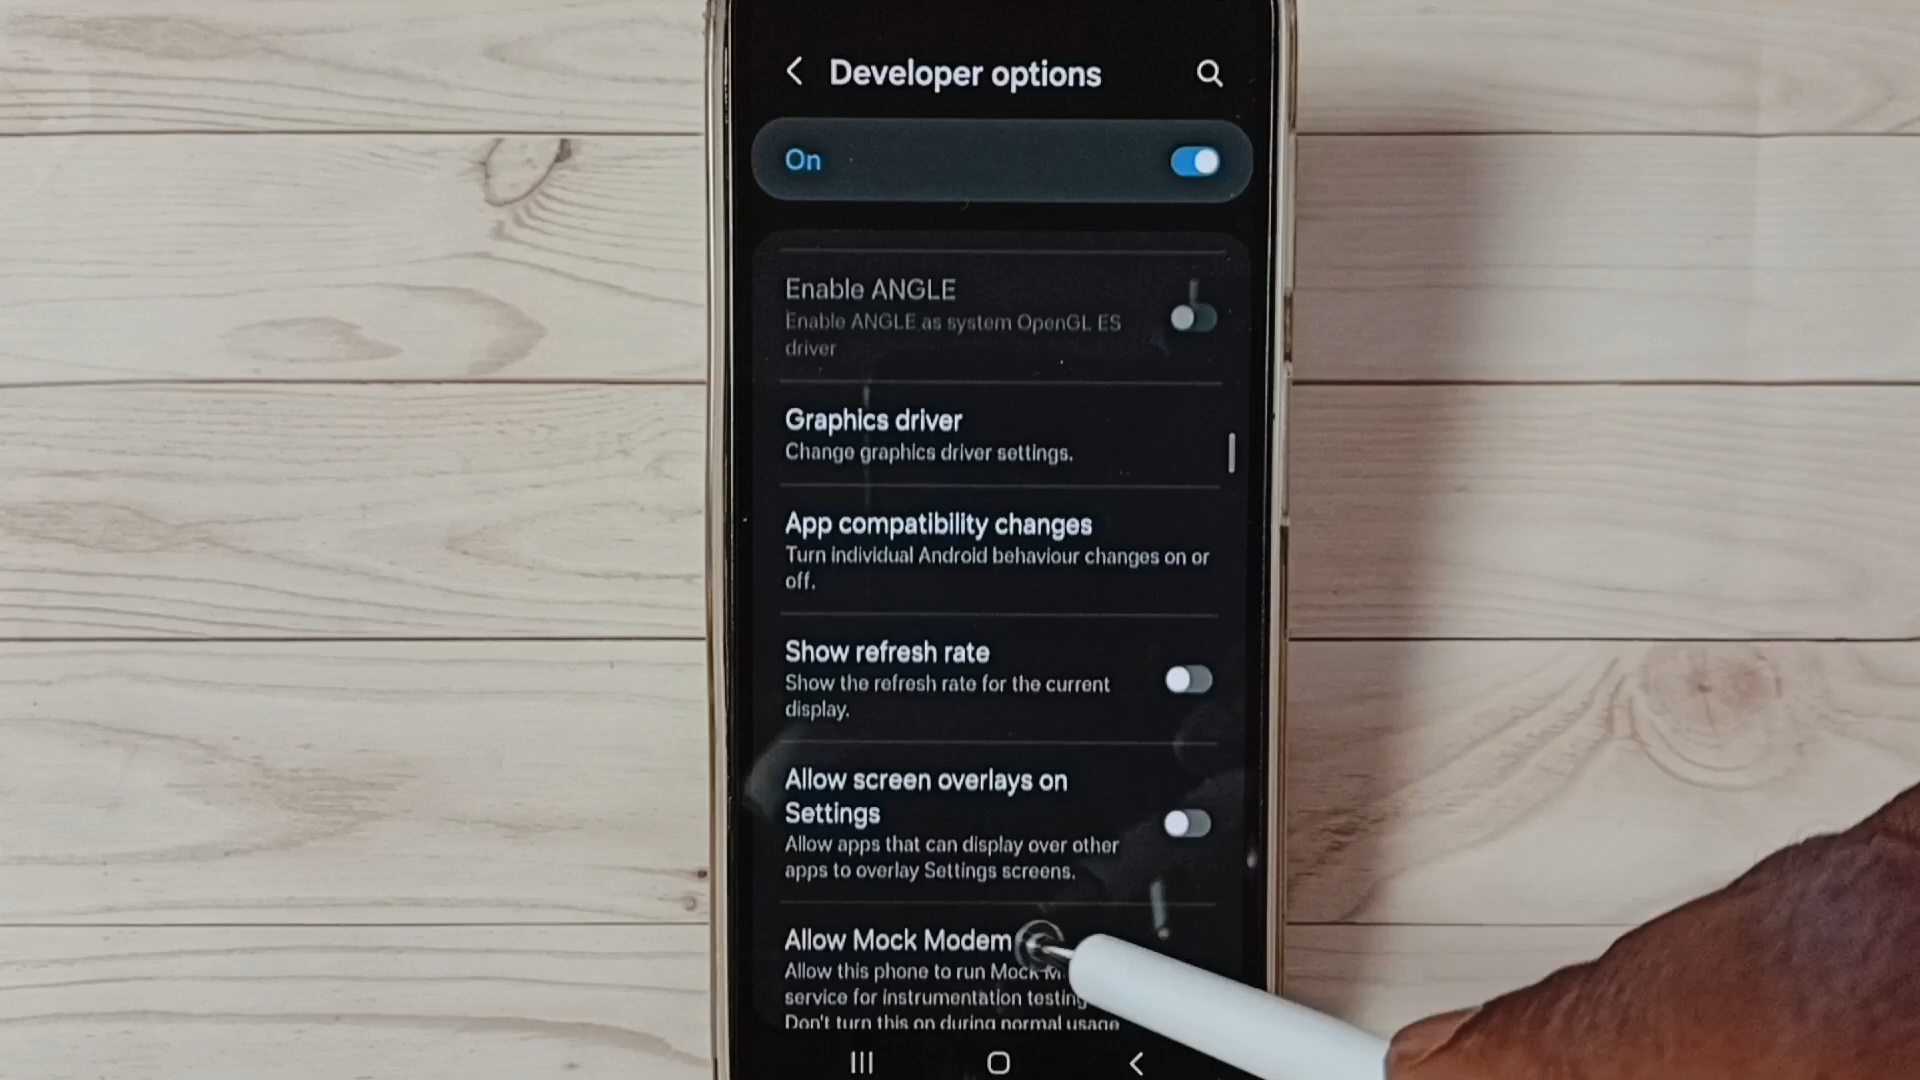 Developer options
On
Enable ANGLE
Enable ANGLE as system OpenGL ES
driver
Graphics driver
Change graphics driver settings.
App compatibility changes
Turn individual Android behaviour changes on or
off.
Show refresh rate
Show the refresh rate for the current
display.
Allow screen overlays on
Settings
Allow apps that can display over other
apps to overlay Settings screens.
Allow Mock Modem
Allow this phone to run Mock
service for instrumentation testing
Don't turn this on during normal usage